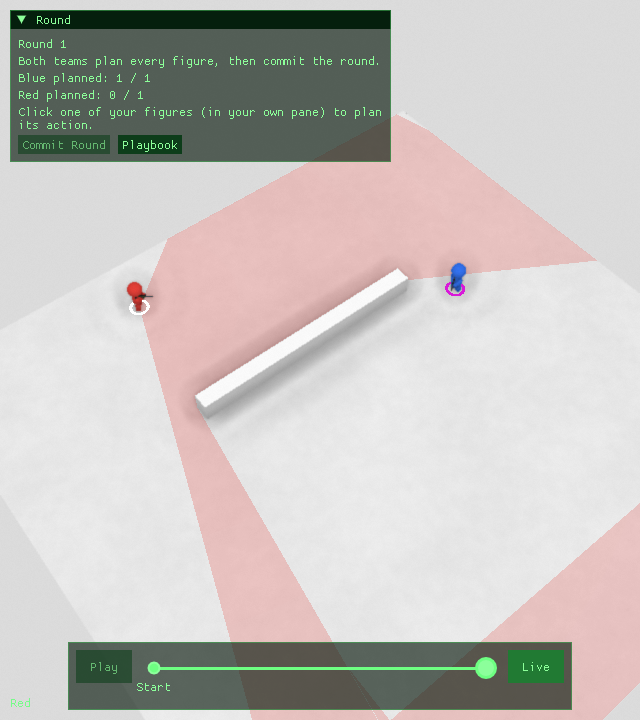 Round
Round 1
Both teams plan every figure, then commit the round.
Blue planned: 1 / 1
Red planned: 0 / 1
Click one of your figures (in your own pane) to plan
its action.
Commit Round
Playbook
Play
Start
Live
Red